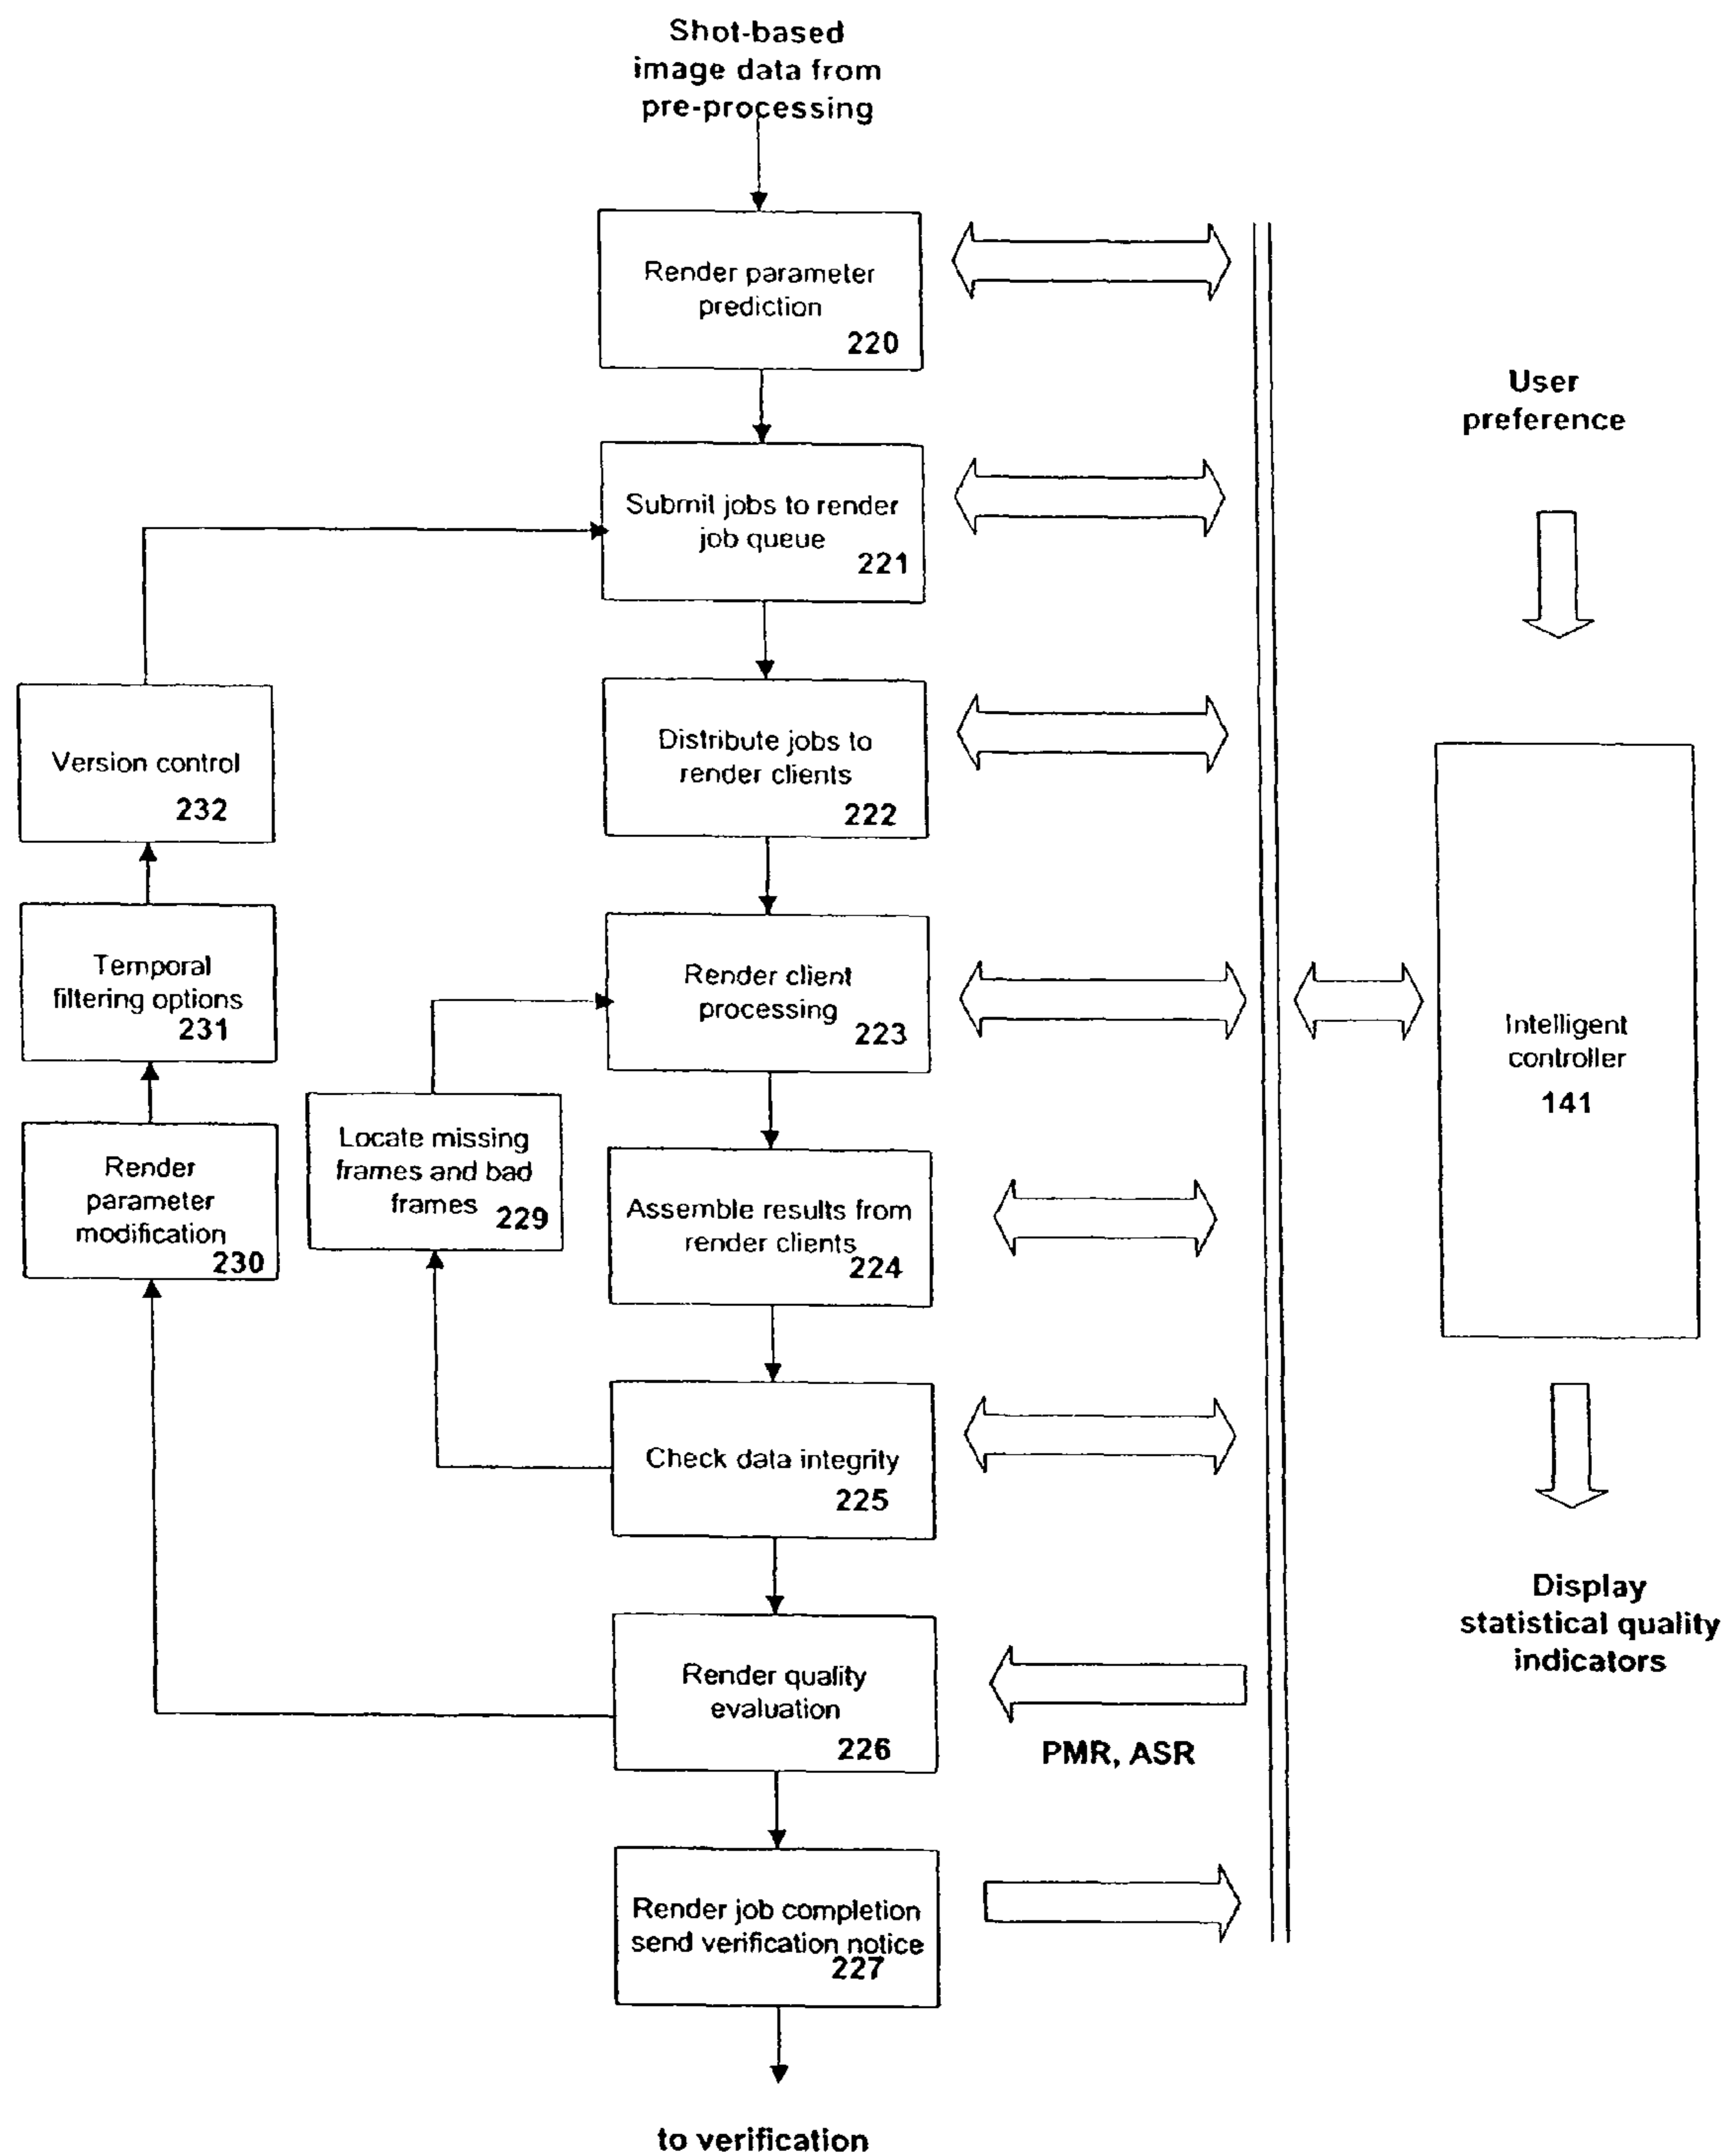 Shot-based
image data from
pre-processing
Render parameter
prediction
220
User
preference
Submit jobs to render
job queue
221
Version control
232
Distribute jobs to
render clients
222
Temporal
filtering options
231
Render client
processing
223
Intelligent
controller
141
Locate missing
frames and bad
frames 229
Render
parameter
modification
230
Assemble results from
render clients
224
Check data integrity
225
Display
statistical quality
indicators
Render quality
evaluation
226
PMR, ASR
Render job completion
send verification notice
227
to verification